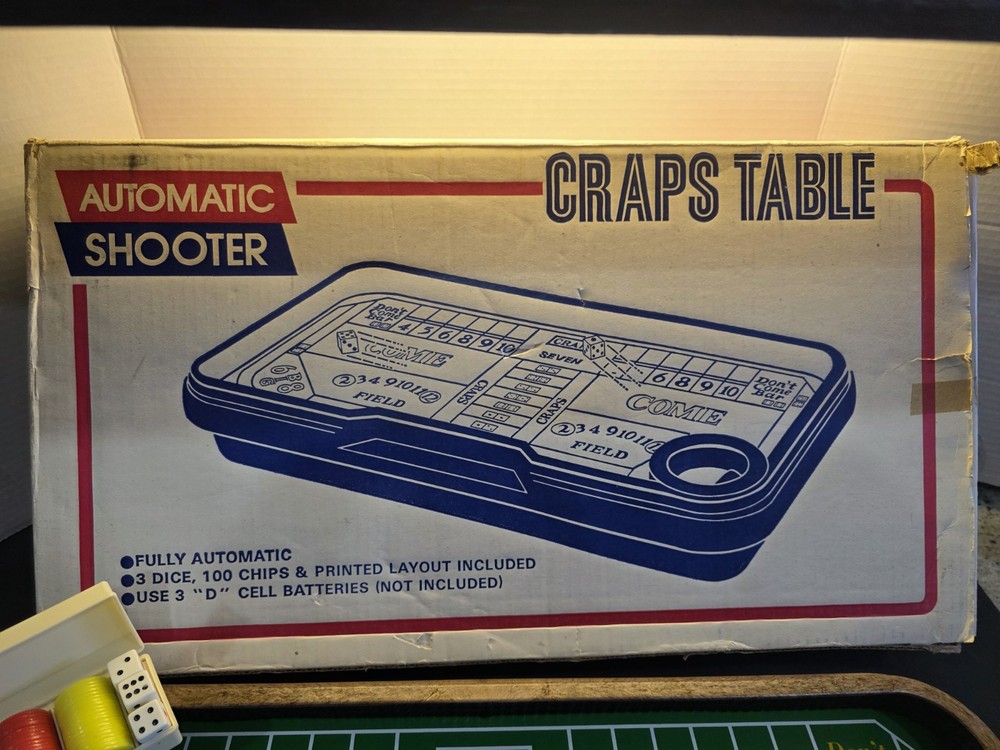 AUTOMATIC
SHOOTER
CRAPS TABLE
Don't
Come
Bar
4 5 6 8 9 10
COME
2 3 4 9 10 11 12
FIELD
CRAPS
SEVEN
CRAPS
6 8 9 10
Don't
Come
Bar
COME
2 3 4 9 10 11
FIELD
●FULLY AUTOMATIC
●3 DICE, 100 CHIPS & PRINTED LAYOUT INCLUDED
●USE 3 "D" CELL BATTERIES (NOT INCLUDED)
Don't